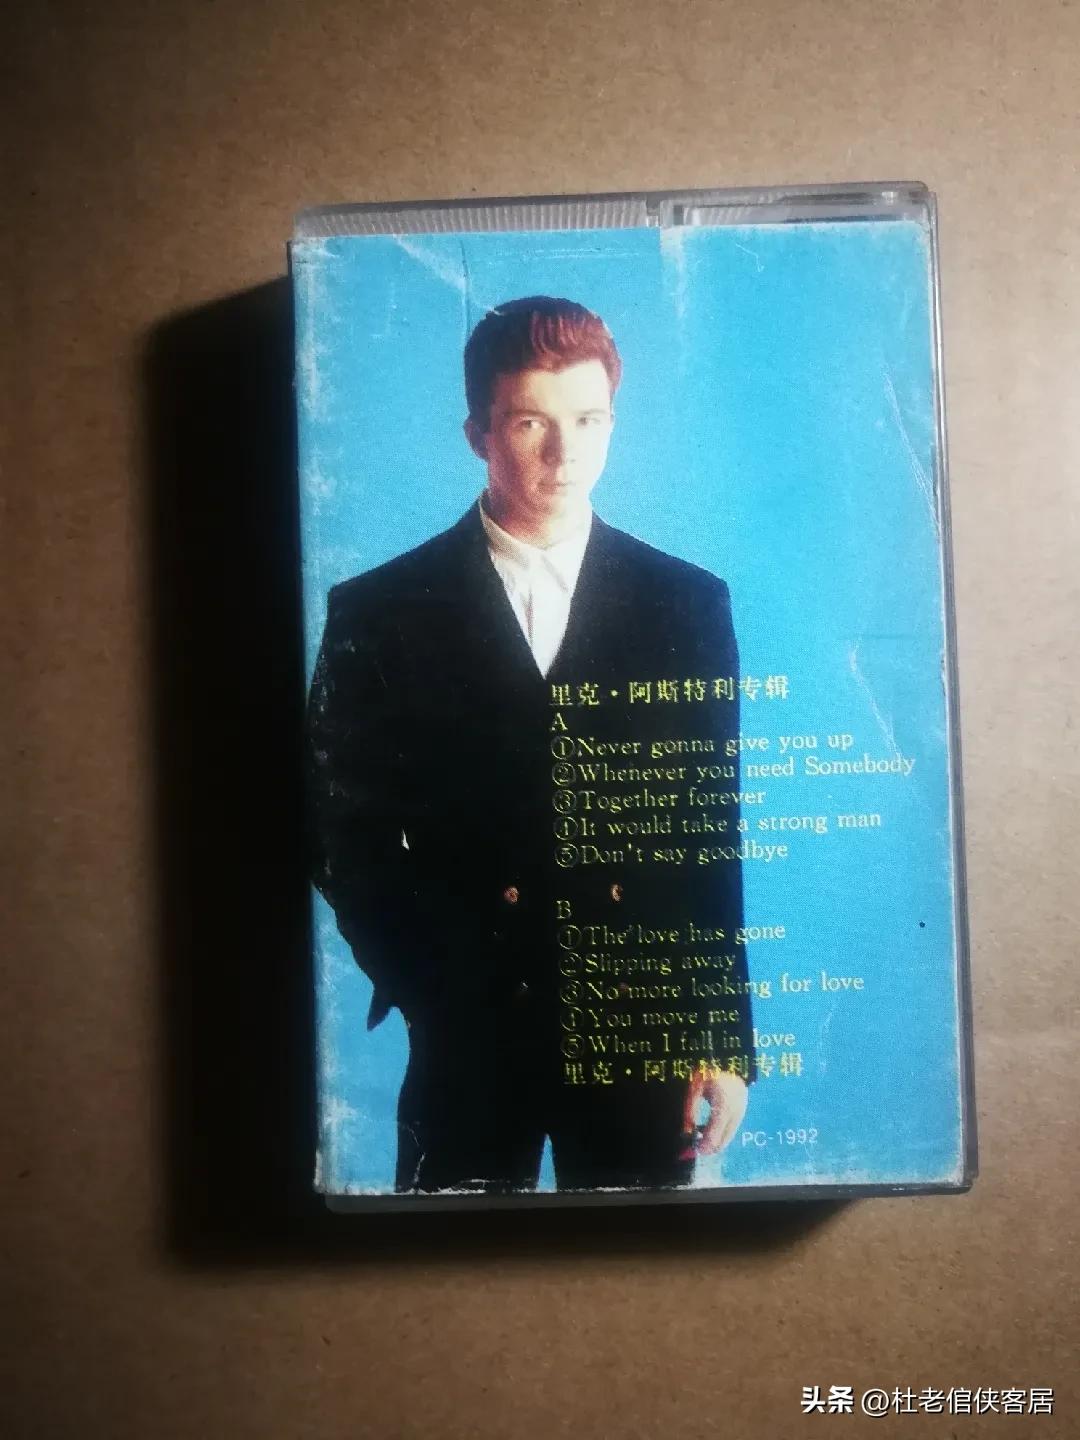 里克·阿斯特利专辑
A
①Never gonna give you up
②Whenever you need Somebody
③Together forever
④It would take a strong man
⑤Don't say goodbye
B
①The love has gone
②Slipping away
③No more looking for love
④You move me
⑤When I fall in love
里克·阿斯特利专辑
PC-1992
头条 @杜老倌侠客居